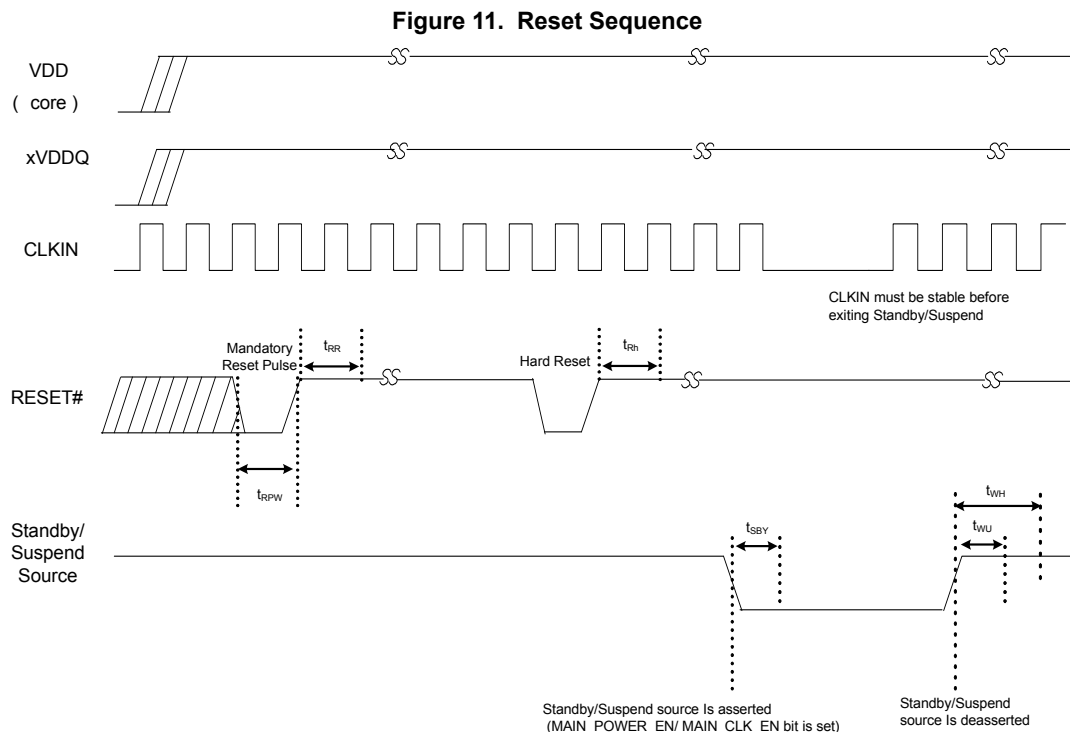 Figure 11. Reset Sequence
VDD
( core )
xVDDQ
CLKIN
CLKIN must be stable before
exiting Standby/Suspend
Mandatory
Reset Pulse
tRR
Hard Reset
tRh
RESET#
tRPW
tWH
Standby/
Suspend
Source
tSBY
tWU
Standby/Suspend source Is asserted
(MAIN_POWER_EN/ MAIN_CLK_EN bit is set)
Standby/Suspend
source Is deasserted